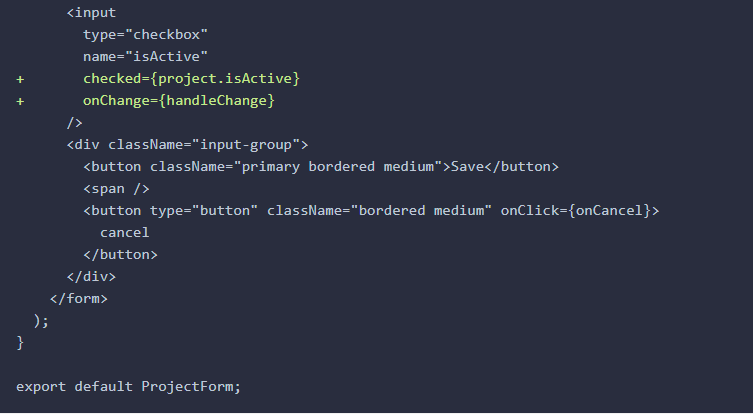 <input
        type="checkbox"
        name="isActive"
+       checked={project.isActive}
+       onChange={handleChange}
      />
      <div className="input-group">
        <button className="primary bordered medium">Save</button>
        <span />
        <button type="button" className="bordered medium" onClick={onCancel}>
          cancel
        </button>
      </div>
    </form>
  );
}

export default ProjectForm;